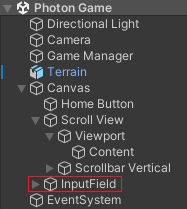 Photon Game
Directional Light
Camera
Game Manager
Terrain
Canvas
Home Button
Scroll View
Viewport
Content
Scrollbar Vertical
InputField
EventSystem